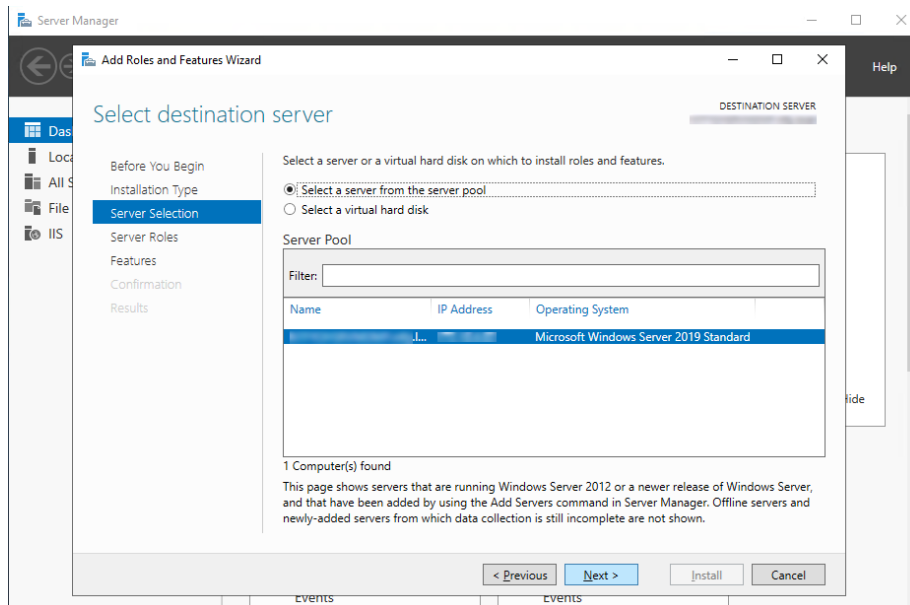 Server Manager
Add Roles and Features Wizard
Help
Select destination server
DESTINATION SERVER
Das
Loca
All S
File
IIS
Before You Begin
Installation Type
Server Selection
Server Roles
Features
Confirmation
Results
Select a server or a virtual hard disk on which to install roles and features.
Select a server from the server pool
Select a virtual hard disk
Server Pool
Filter:
Name IP Address Operating System
.l... Microsoft Windows Server 2019 Standard
1 Computer(s) found
This page shows servers that are running Windows Server 2012 or a newer release of Windows Server,
and that have been added by using the Add Servers command in Server Manager. Offline servers and
newly-added servers from which data collection is still incomplete are not shown.
Hide
< Previous Next > Install Cancel
Events Events